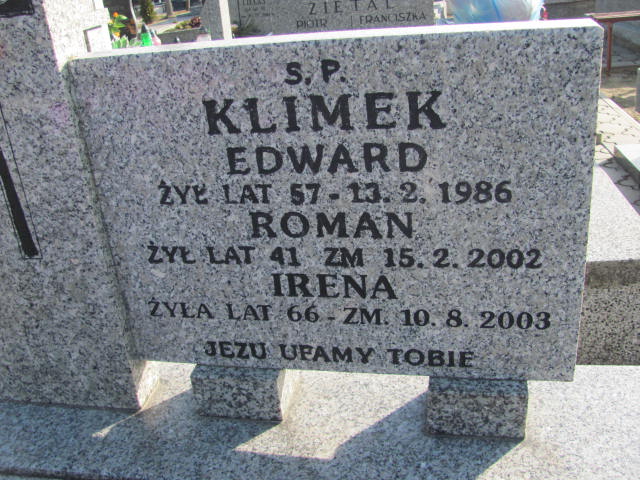 ZIĘTAL
PIOTR FRANCISZKA
Ś.P.
KLIMEK
EDWARD
ŻYŁ LAT 57 - 13. 2. 1986
ROMAN
ŻYŁ LAT 41 ZM 15. 2. 2002
IRENA
ŻYŁA LAT 66 - ZM. 10. 8. 2003
JEZU UFAMY TOBIE